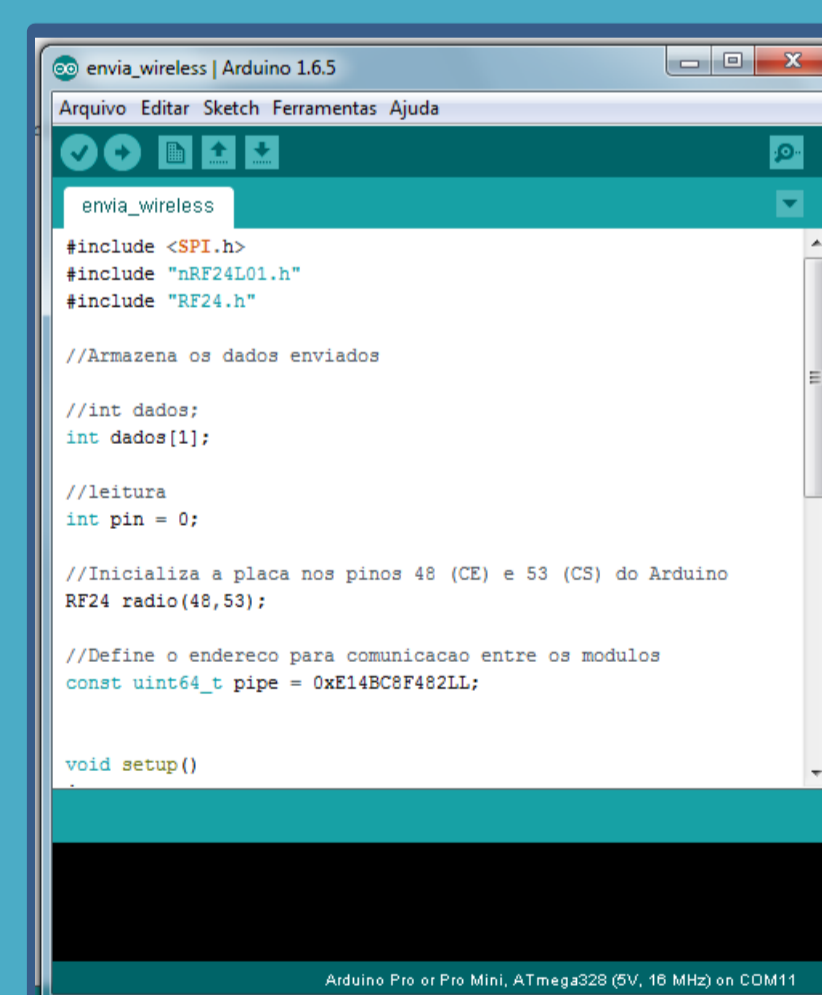 envia_wireless | Arduino 1.6.5
Arquivo Editar Sketch Ferramentas Ajuda
envia_wireless
#include <SPI.h>
#include "nRF24L01.h"
#include "RF24.h"
//Armazena os dados enviados
//int dados;
int dados[1];
//leitura
int pin = 0;
//Inicializa a placa nos pinos 48 (CE) e 53 (CS) do Arduino
RF24 radio(48,53);
//Define o endereco para comunicacao entre os modulos
const uint64_t pipe = 0xE14BC8F482LL;
void setup()
Arduino Pro or Pro Mini, ATmega328 (5V, 16 MHz) on COM11